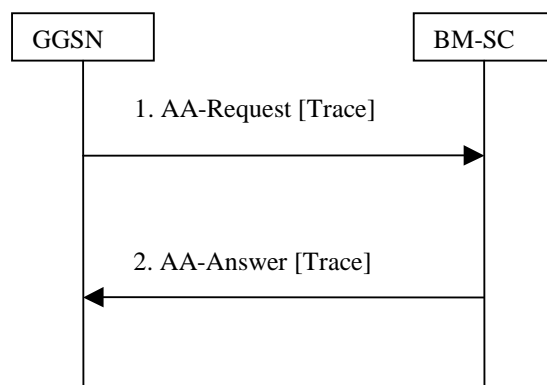 GGSN
BM-SC
1. AA-Request [Trace]
2. AA-Answer [Trace]